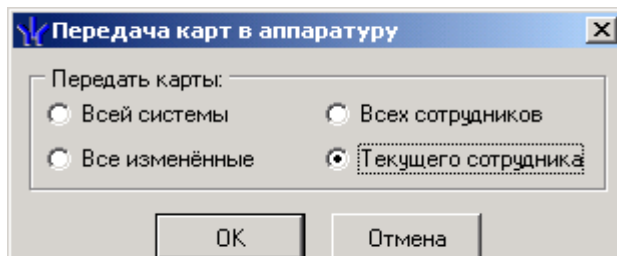 Передача карт в аппаратуру
Передать карты:
Всей системы Всех сотрудников
Все изменённые Текущего сотрудника
OK Отмена